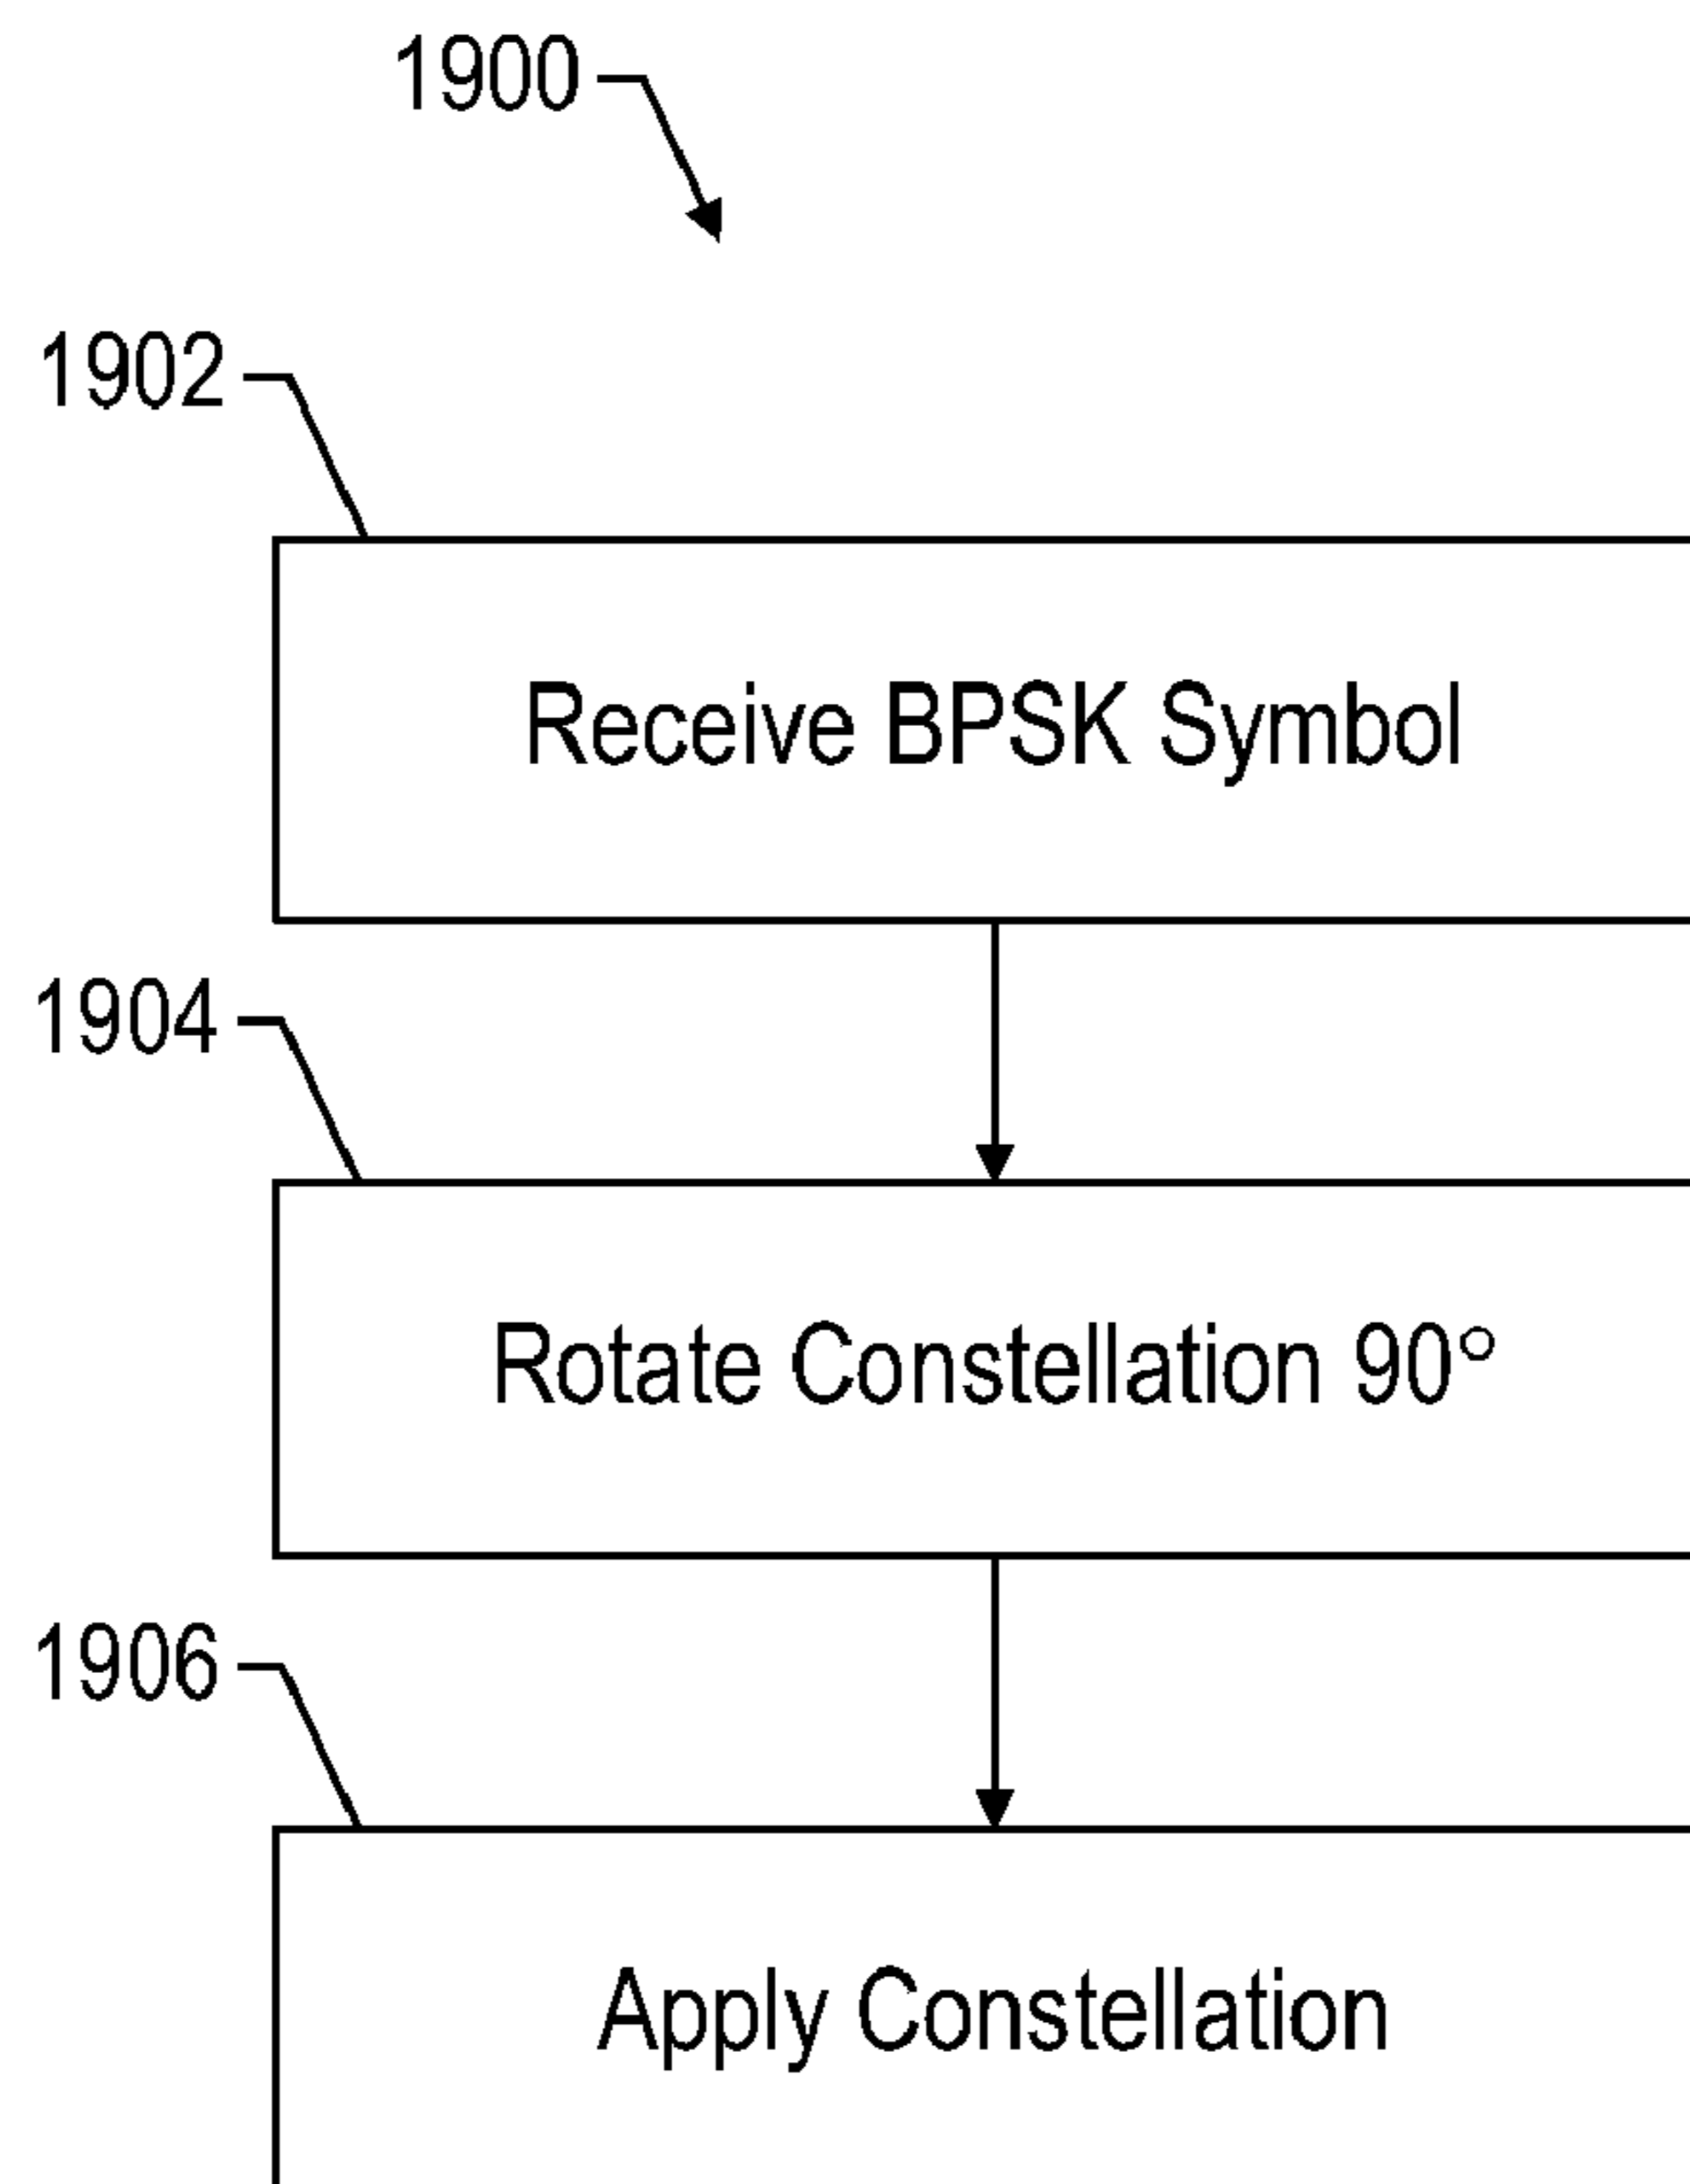 1900
1902
Receive BPSK Symbol
1904
Rotate Constellation 90°
1906
Apply Constellation